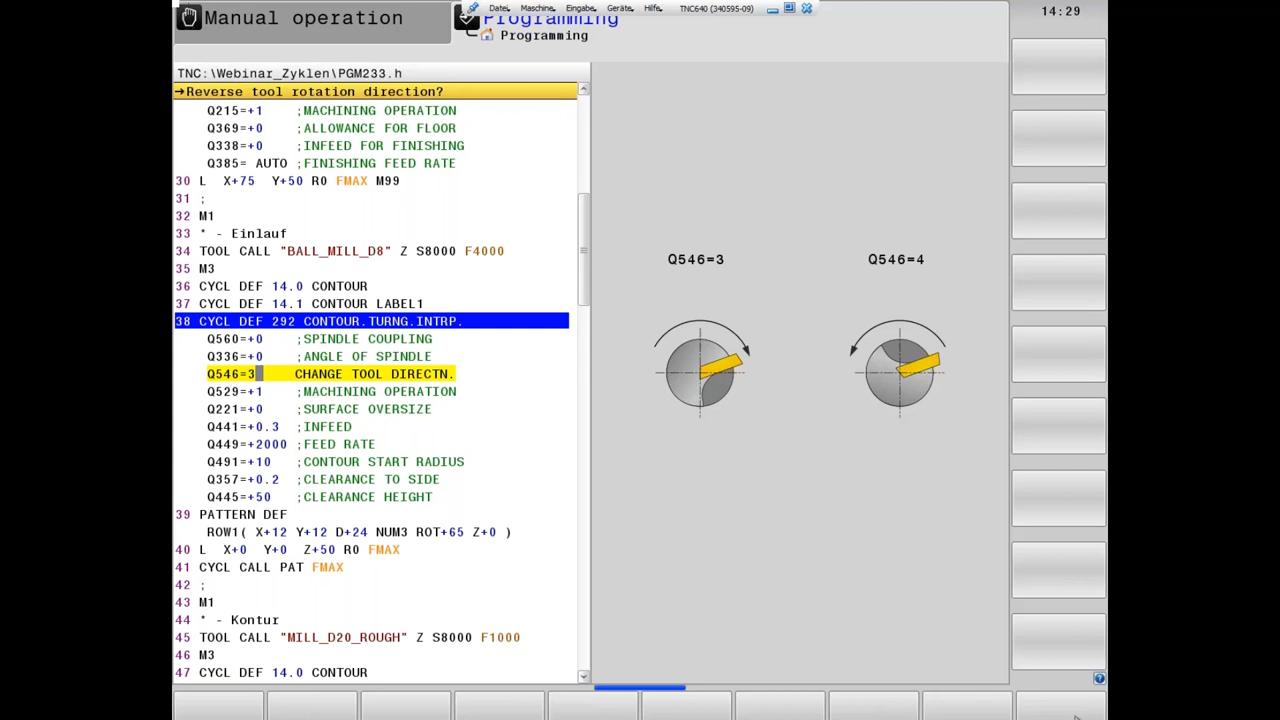 Manual operation
Datei Maschine Eingabe Geräte Hilfe TNC640 (340595-09)
Programming
Programming
14:29
TNC:\Webinar_Zyklen\PGM233.h
→Reverse tool rotation direction?
Q215=+1 ;MACHINING OPERATION
Q369=+0 ;ALLOWANCE FOR FLOOR
Q338=+0 ;INFEED FOR FINISHING
Q385= AUTO ;FINISHING FEED RATE
30 L X+75 Y+50 R0 FMAX M99
31 ;
32 M1
33 * - Einlauf
34 TOOL CALL "BALL_MILL_D8" Z S8000 F4000
35 M3
36 CYCL DEF 14.0 CONTOUR
37 CYCL DEF 14.1 CONTOUR LABEL1
38 CYCL DEF 292 CONTOUR.TURNG.INTRP.
Q560=+0 ;SPINDLE COUPLING
Q336=+0 ;ANGLE OF SPINDLE
Q546=3 CHANGE TOOL DIRECTN.
Q529=+1 ;MACHINING OPERATION
Q221=+0 ;SURFACE OVERSIZE
Q441=+0.3 ;INFEED
Q449=+2000 ;FEED RATE
Q491=+10 ;CONTOUR START RADIUS
Q357=+0.2 ;CLEARANCE TO SIDE
Q445=+50 ;CLEARANCE HEIGHT
39 PATTERN DEF
ROW1( X+12 Y+12 D+24 NUM3 ROT+65 Z+0 )
40 L X+0 Y+0 Z+50 R0 FMAX
41 CYCL CALL PAT FMAX
42 ;
43 M1
44 * - Kontur
45 TOOL CALL "MILL_D20_ROUGH" Z S8000 F1000
46 M3
47 CYCL DEF 14.0 CONTOUR
Q546=3
Q546=4
?